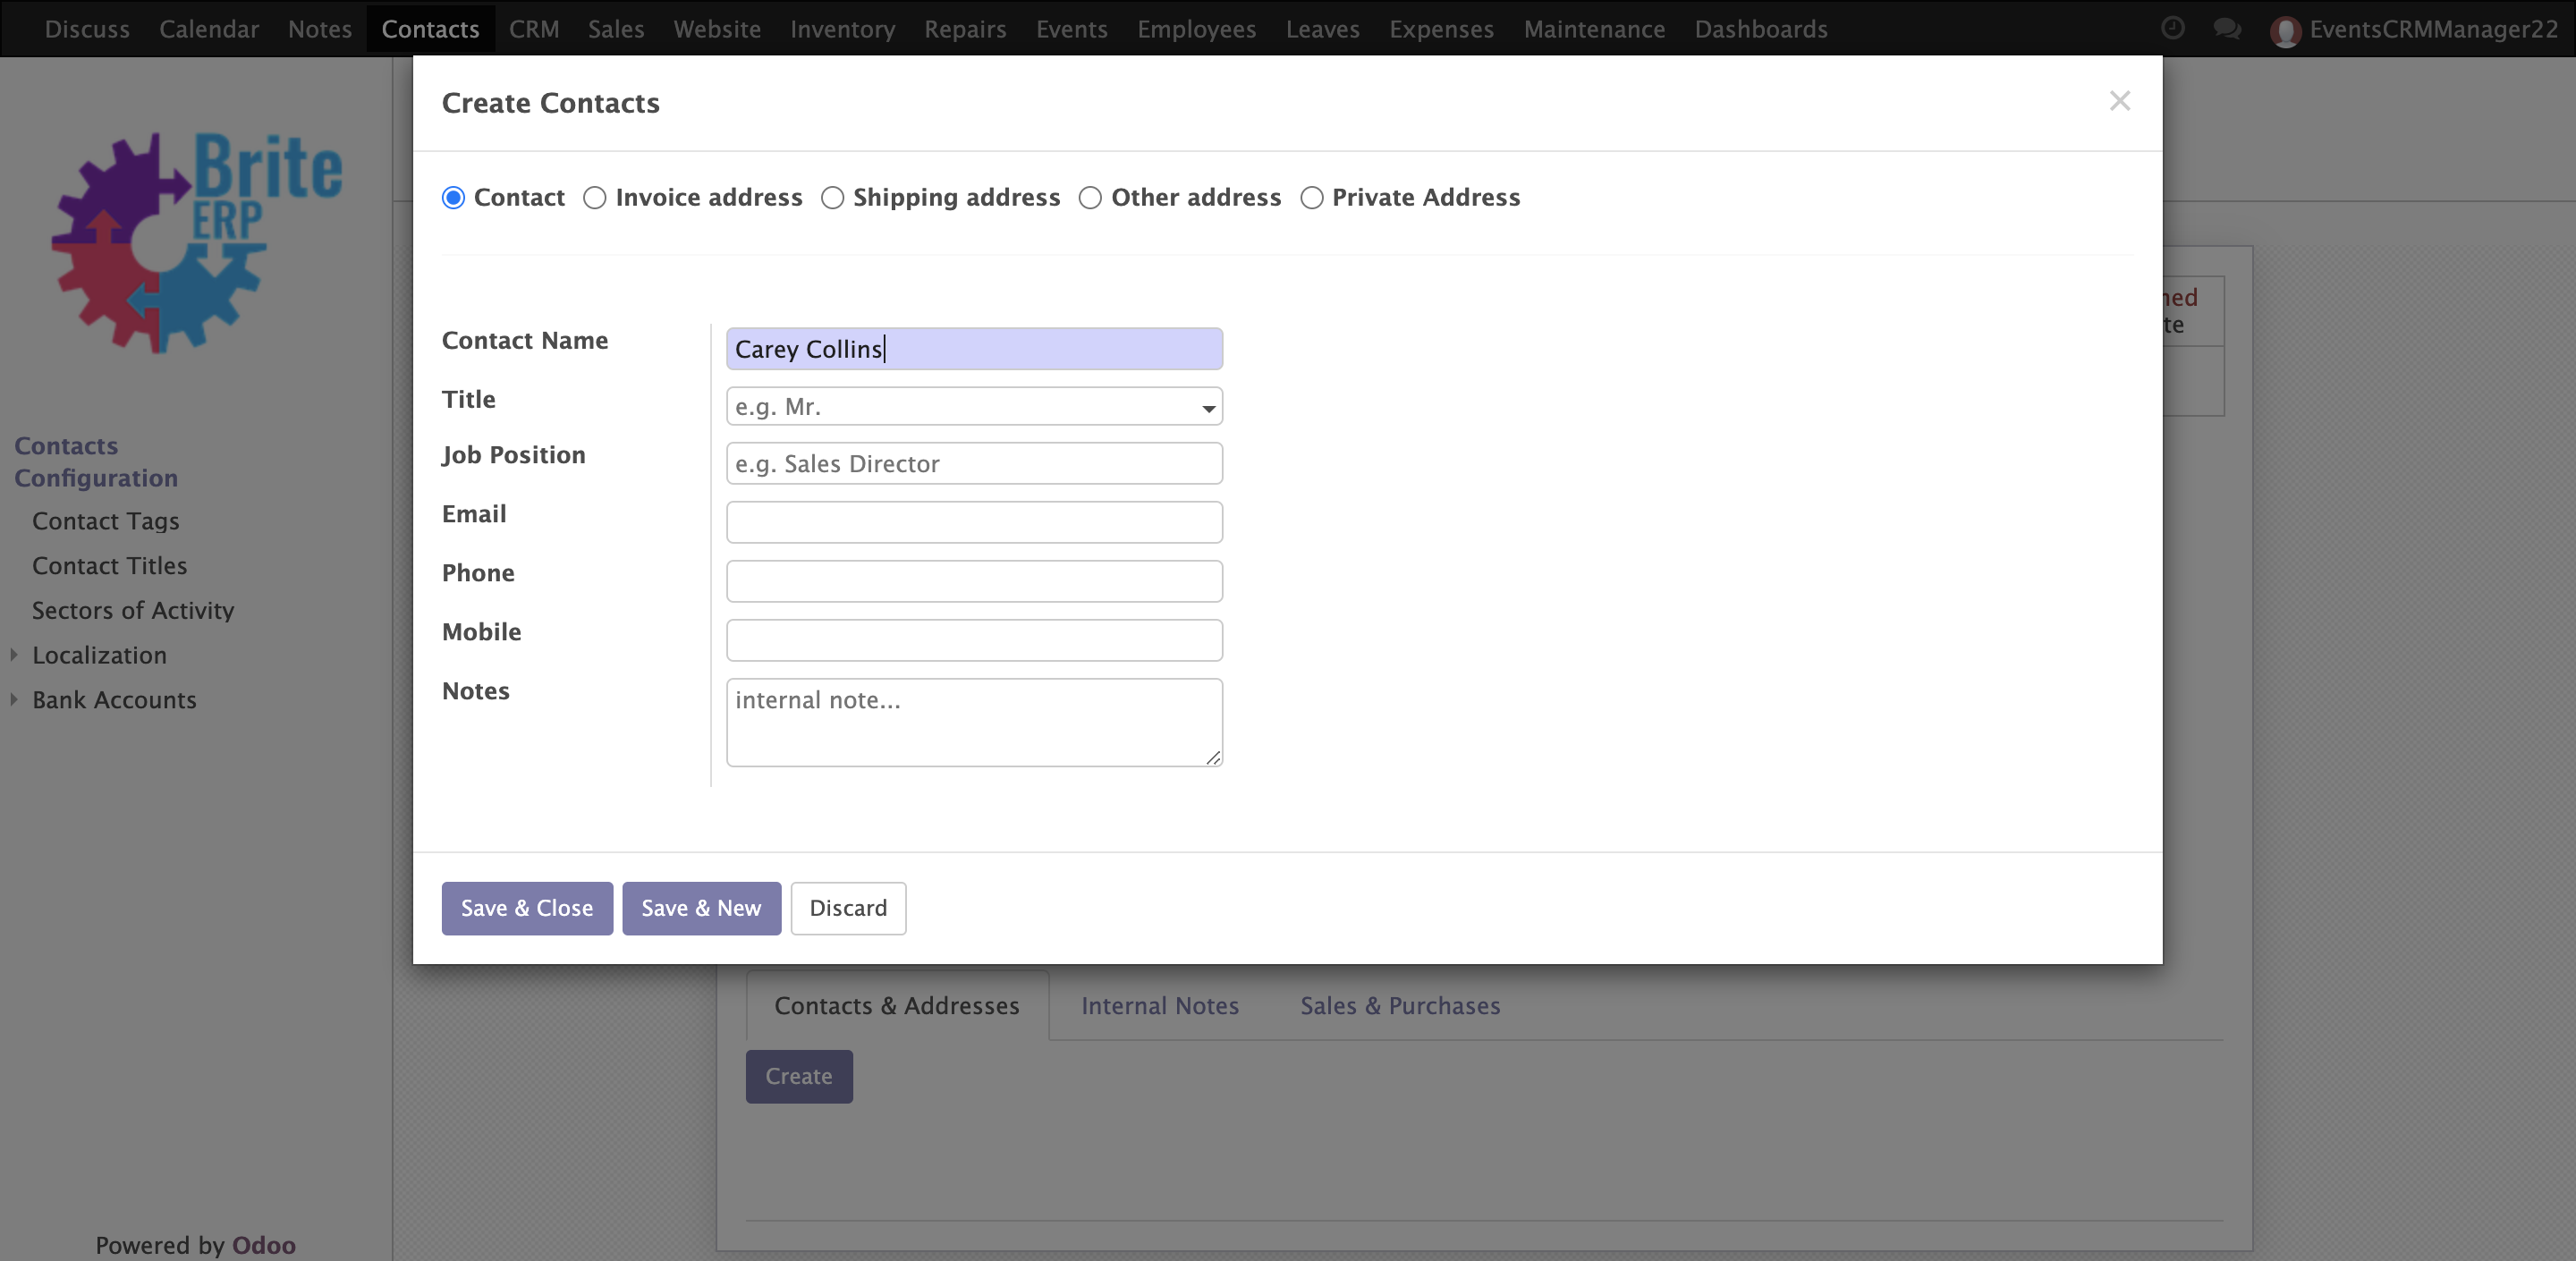 Discuss Calendar Notes Contacts CRM Sales Website Inventory Repairs Events Employees Leaves Expenses Maintenance Dashboards EventsCRMManager22
Brite
ERP
Contacts
Configuration
Contact Tags
Contact Titles
Sectors of Activity
Localization
Bank Accounts
Powered by Odoo
Create Contacts
Contact Invoice address Shipping address Other address Private Address
Contact Name Carey Collins
Title e.g. Mr.
Job Position e.g. Sales Director
Email
Phone
Mobile
Notes internal note...
Save & Close Save & New Discard
Contacts & Addresses Internal Notes Sales & Purchases
Create